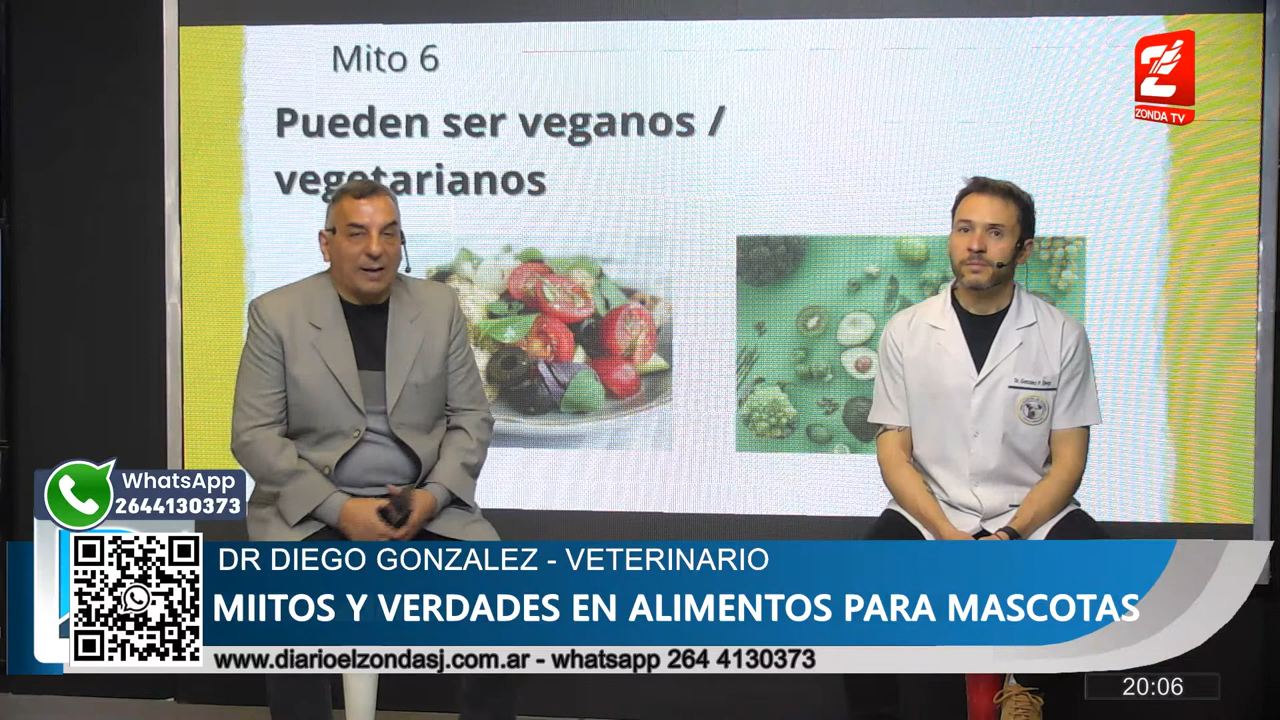 Mito 6
Pueden ser veganos /
vegetarianos
ZONDA TV
WhatsApp
2644130373
DR DIEGO GONZALEZ - VETERINARIO
MIITOS Y VERDADES EN ALIMENTOS PARA MASCOTAS
www.diarioelzondasj.com.ar - whatsapp 264 4130373
20:06